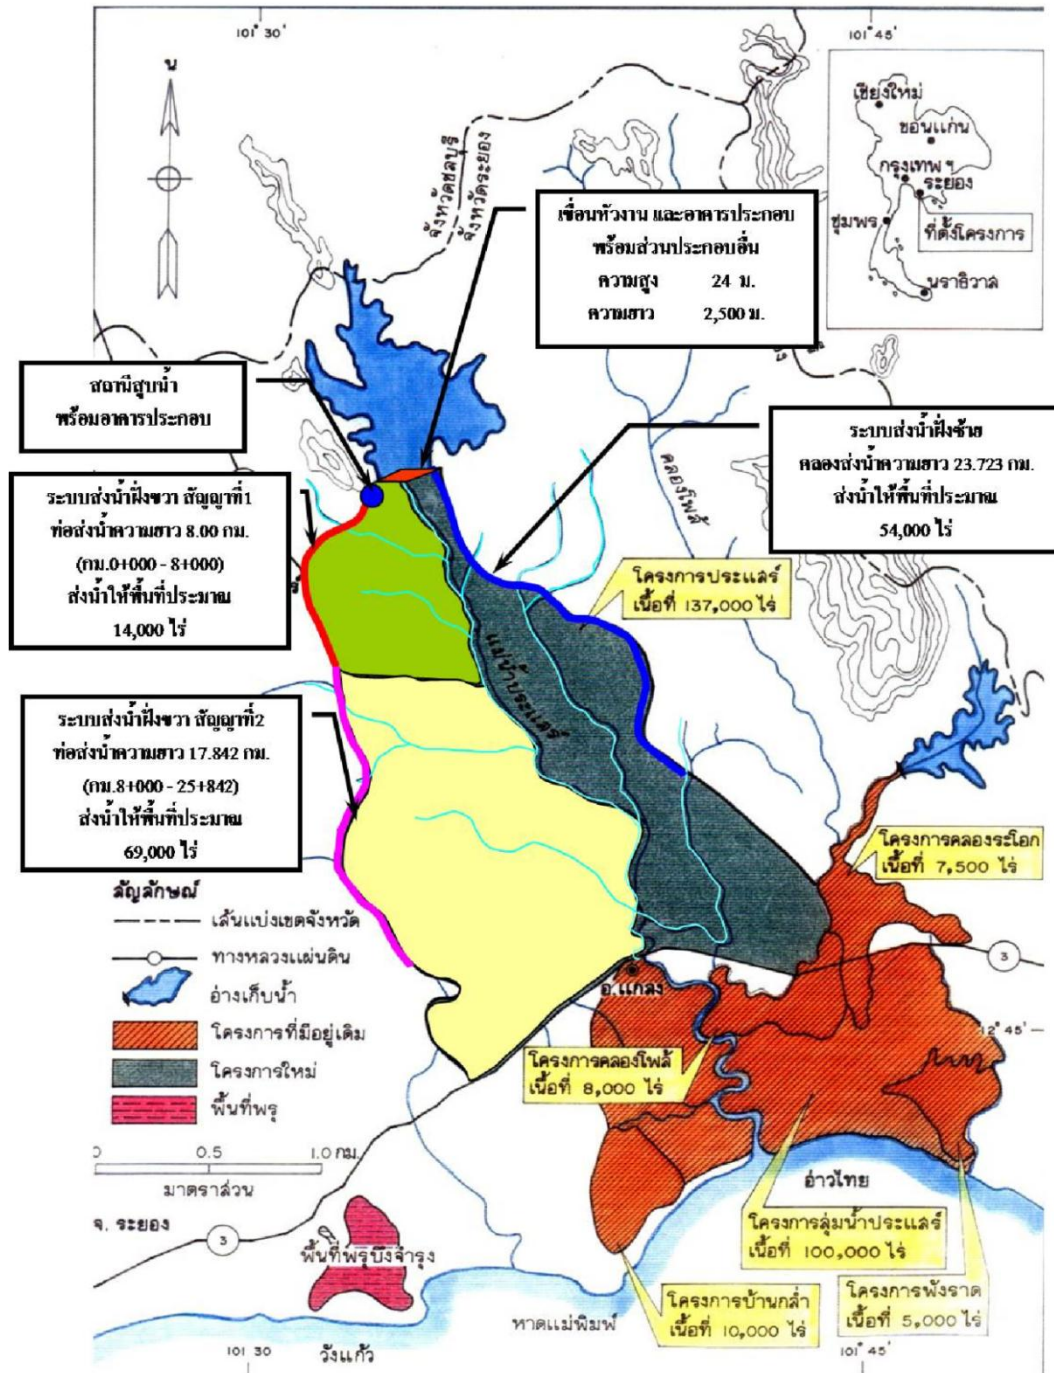 101° 30'
101° 45'
น
จังหวัดชลบุรี
จังหวัดระยอง
เชียงใหม่
ขอนแก่น
กรุงเทพฯ
ระยอง
ชุมพร
ที่ตั้งโครงการ
นราธิวาส
เขื่อนหัวงาน และอาคารประกอบ
พร้อมส่วนประกอบอื่น
ความสูง 24 ม.
ความยาว 2,500 ม.
สถานีสูบน้ำ
พร้อมอาคารประกอบ
ระบบส่งน้ำฝั่งซ้าย
คลองส่งน้ำความยาว 23.723 กม.
ส่งน้ำให้พื้นที่ประมาณ
54,000 ไร่
คลองโพล้
ระบบส่งน้ำฝั่งขวา สัญญาที่1
ท่อส่งน้ำความยาว 8.00 กม.
(กม.0+000 - 8+000)
ส่งน้ำให้พื้นที่ประมาณ
14,000 ไร่
โครงการประแสร์
เนื้อที่ 137,000 ไร่
แม่น้ำประแสร์
ระบบส่งน้ำฝั่งขวา สัญญาที่2
ท่อส่งน้ำความยาว 17.842 กม.
(กม.8+000 - 25+842)
ส่งน้ำให้พื้นที่ประมาณ
69,000 ไร่
โครงการคลองระโอก
เนื้อที่ 7,500 ไร่
สัญลักษณ์
เส้นแบ่งเขตจังหวัด
ทางหลวงแผ่นดิน
อ่างเก็บน้ำ
โครงการที่มีอยู่เดิม
โครงการใหม่
พื้นที่พรุ
3
อ.แกลง
12° 45'
โครงการคลองโพล้
เนื้อที่ 8,000 ไร่
0 0.5 1.0 กม.
มาตราส่วน
อ่าวไทย
จ. ระยอง
3
พื้นที่พรุบึงจำรุง
โครงการลุ่มน้ำประแสร์
เนื้อที่ 100,000 ไร่
โครงการบ้านกล่ำ
เนื้อที่ 10,000 ไร่
โครงการพังราด
เนื้อที่ 5,000 ไร่
หาดแม่พิมพ์
วังแก้ว
101° 30'
101° 45'